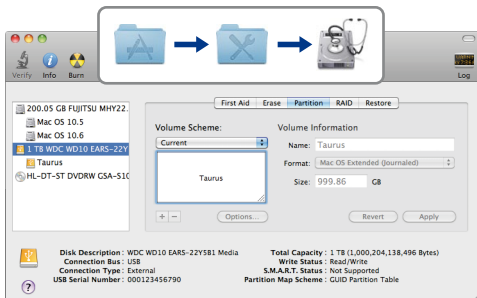 Verify Info Burn Log
First Aid Erase Partition RAID Restore
200.05 GB FUJITSU MHY22.
Mac OS 10.5
Mac OS 10.6
1 TB WDC WD10 EARS-22Y
Taurus
HL-DT-ST DVDRW GSA-S10
Volume Scheme:
Current
Taurus
+ − Options...
Volume Information
Name: Taurus
Format: Mac OS Extended (Journaled)
Size: 999.86 GB
Revert Apply
Disk Description : WDC WD10 EARS-22Y5B1 Media
Connection Bus : USB
Connection Type : External
USB Serial Number : 000123456790
Total Capacity : 1 TB (1,000,204,138,496 Bytes)
Write Status : Read/Write
S.M.A.R.T. Status : Not Supported
Partition Map Scheme : GUID Partition Table
?